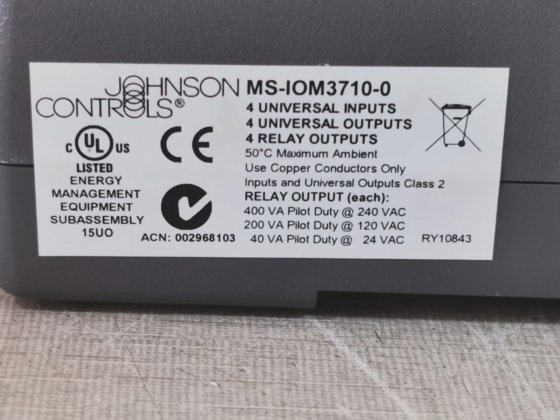 JOHNSON
CONTROLS®
MS-IOM3710-0
4 UNIVERSAL INPUTS
4 UNIVERSAL OUTPUTS
4 RELAY OUTPUTS
50°C Maximum Ambient
Use Copper Conductors Only
Inputs and Universal Outputs Class 2
RELAY OUTPUT (each):
400 VA Pilot Duty @ 240 VAC
200 VA Pilot Duty @ 120 VAC
40 VA Pilot Duty @ 24 VAC
RY10843
C UL US
LISTED
ENERGY
MANAGEMENT
EQUIPMENT
SUBASSEMBLY
15UO
CE
ACN: 002968103